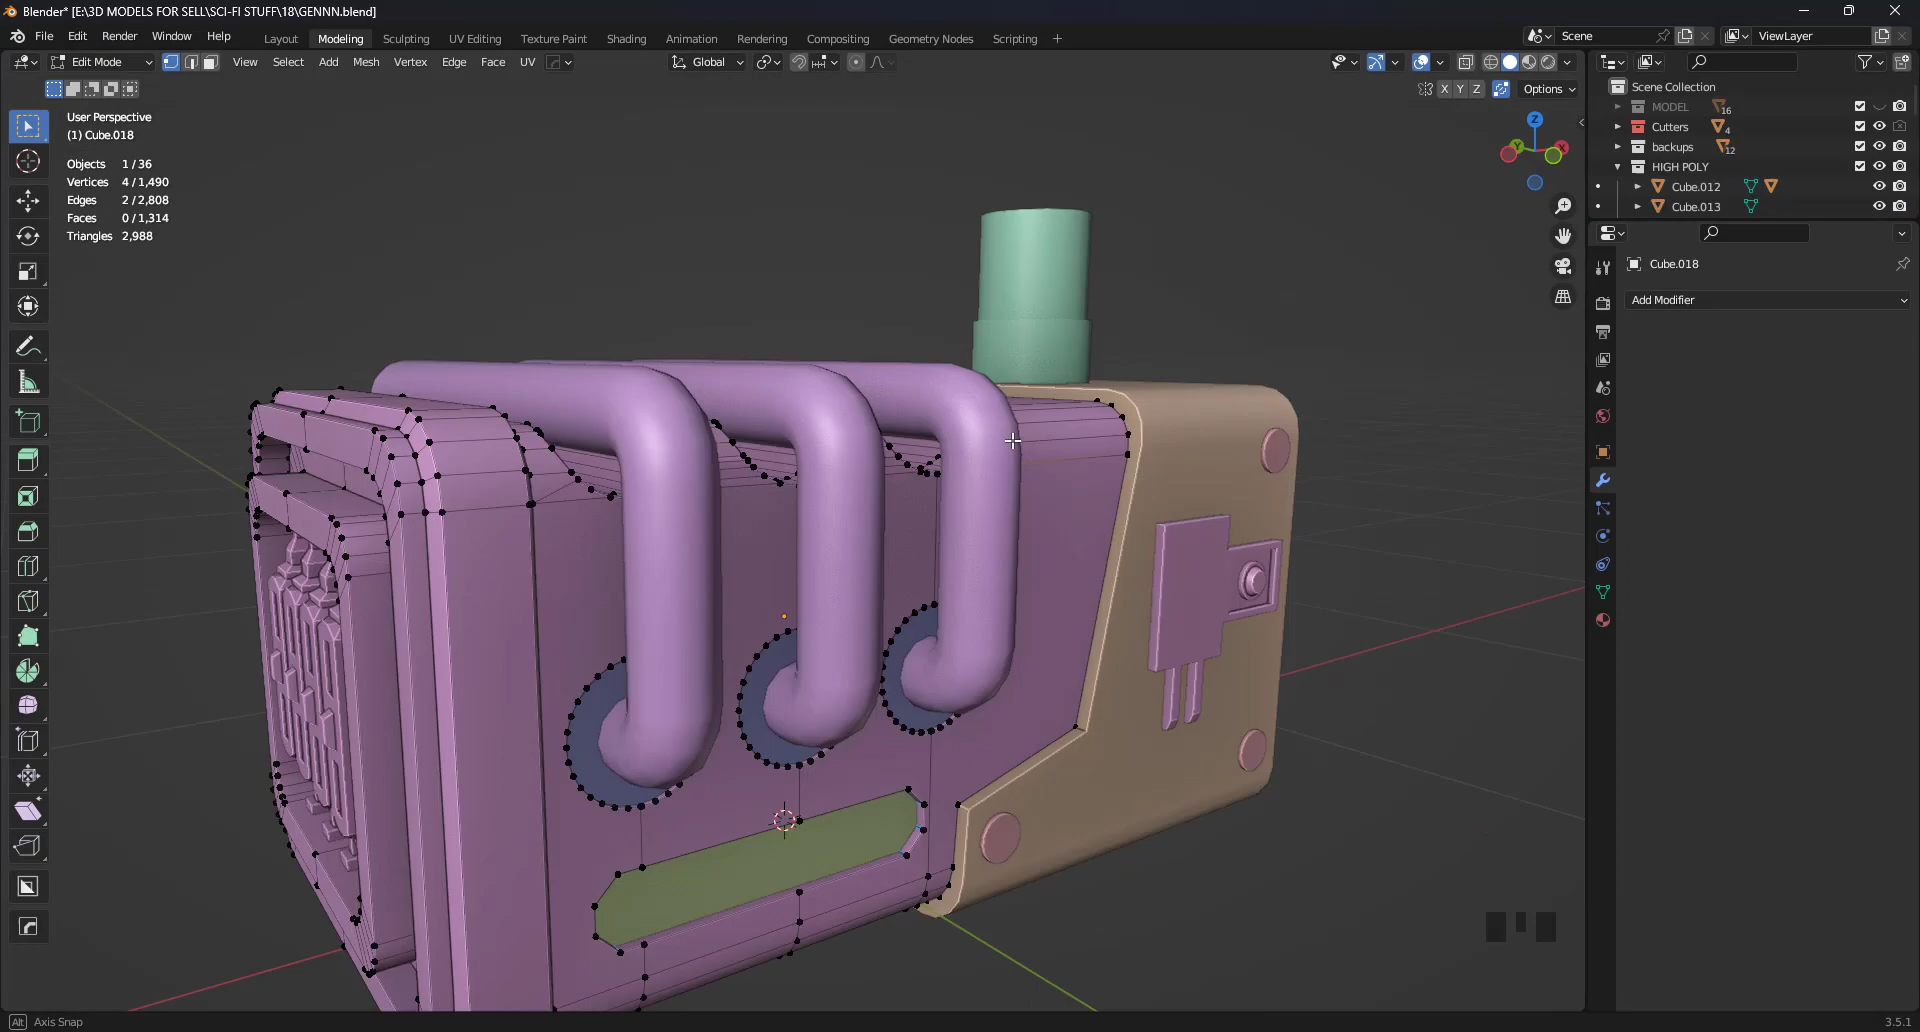 Blender* [E:\3D MODELS FOR SELL\SCI-FI STUFF\18\GENNN.blend]
File Edit Render Window Help
Layout Modeling Sculpting UV Editing Texture Paint Shading Animation Rendering Compositing Geometry Nodes Scripting +
Scene
ViewLayer
Edit Mode View Select Add Mesh Vertex Edge Face UV
Global
X Y Z Options
User Perspective
(1) Cube.018
Objects 1 / 36
Vertices 4 / 1,490
Edges 2 / 2,808
Faces 0 / 1,314
Triangles 2,988
Z
Y
X
Scene Collection
MODEL 16
Cutters 4
backups 12
HIGH POLY
Cube.012
Cube.013
Cube.018
Add Modifier
Alt Axis Snap
3.5.1